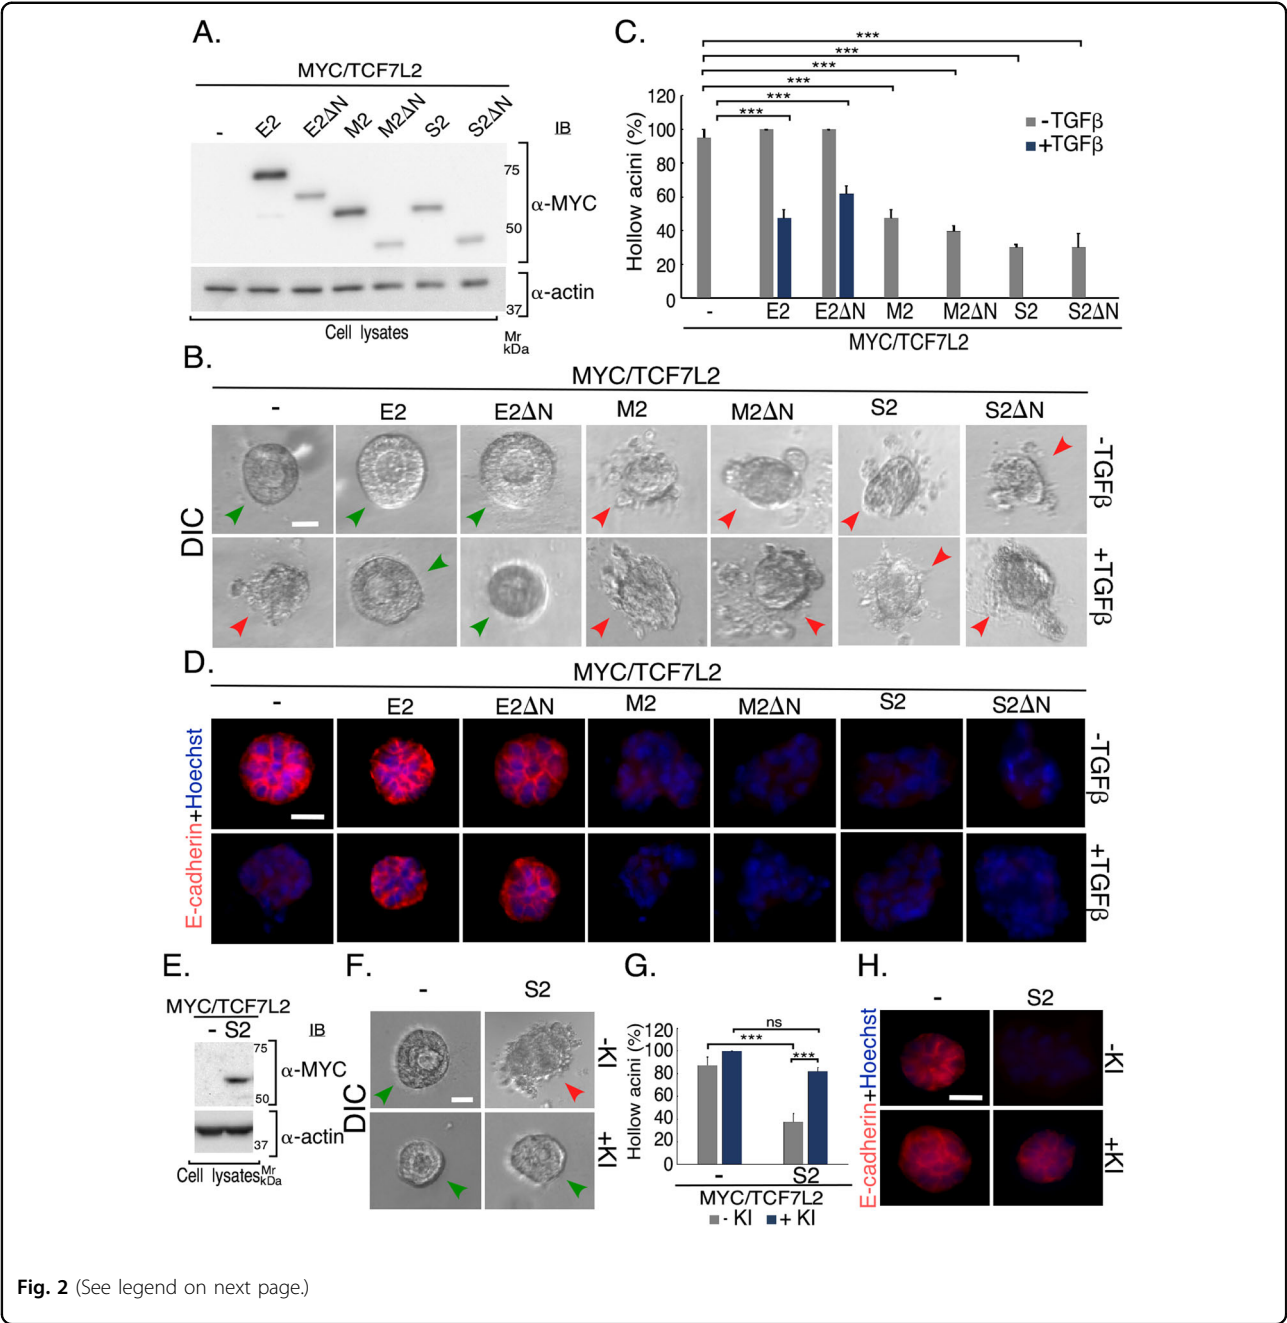 A.
MYC/TCF7L2
- E2 E2ΔN M2 M2ΔN S2 S2ΔN IB
75
α-MYC
50
α-actin
37
Cell lysates
Mr
kDa
C.
*** *** *** *** *** ***
Hollow acini (%)
120
100
80
60
40
20
0
-TGFβ
+TGFβ
- E2 E2ΔN M2 M2ΔN S2 S2ΔN
MYC/TCF7L2
B.
MYC/TCF7L2
- E2 E2ΔN M2 M2ΔN S2 S2ΔN
DIC
-TGFβ
+TGFβ
D.
MYC/TCF7L2
- E2 E2ΔN M2 M2ΔN S2 S2ΔN
E-cadherin+Hoechst
-TGFβ
+TGFβ
E.
MYC/TCF7L2
- S2 IB
75
α-MYC
50
α-actin
37
Cell lysates
Mr
kDa
F.
- S2
DIC
-KI
+KI
G.
ns
*** ***
Hollow acini (%)
120
100
80
60
40
20
0
- S2
MYC/TCF7L2
- KI + KI
H.
- S2
E-cadherin+Hoechst
-KI
+KI
Fig. 2 (See legend on next page.)